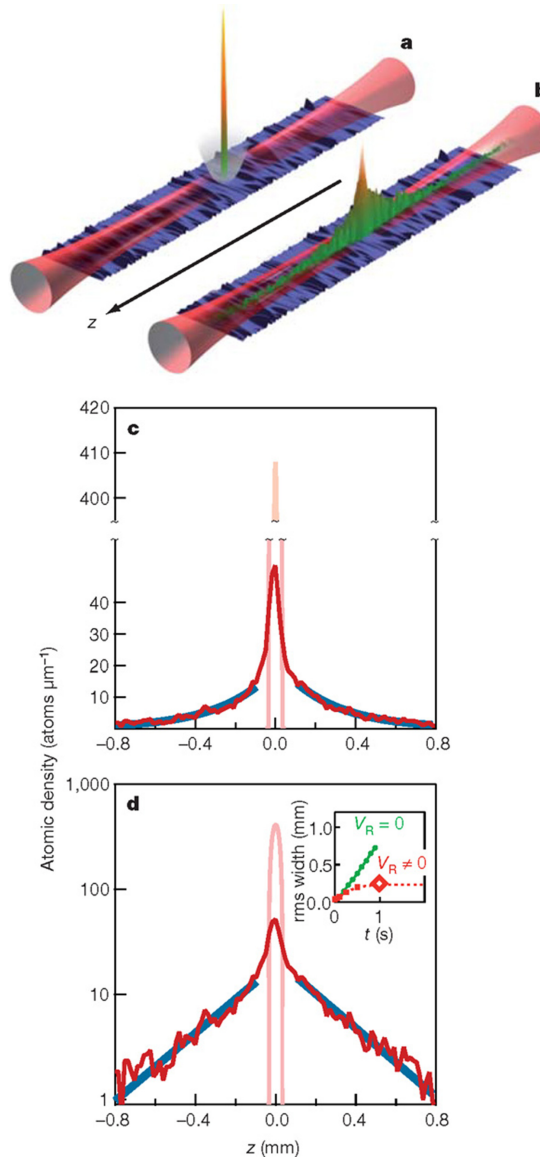 a
b
z
c
420
410
400
40
30
20
10
–0.8 –0.4 0.0 0.4 0.8
Atomic density (atoms μm⁻¹)
d
1,000
100
10
1
rms width (mm)
1.0
0.5
0.0
V_R = 0
V_R ≠ 0
0 1
t (s)
–0.8 –0.4 0.0 0.4 0.8
z (mm)